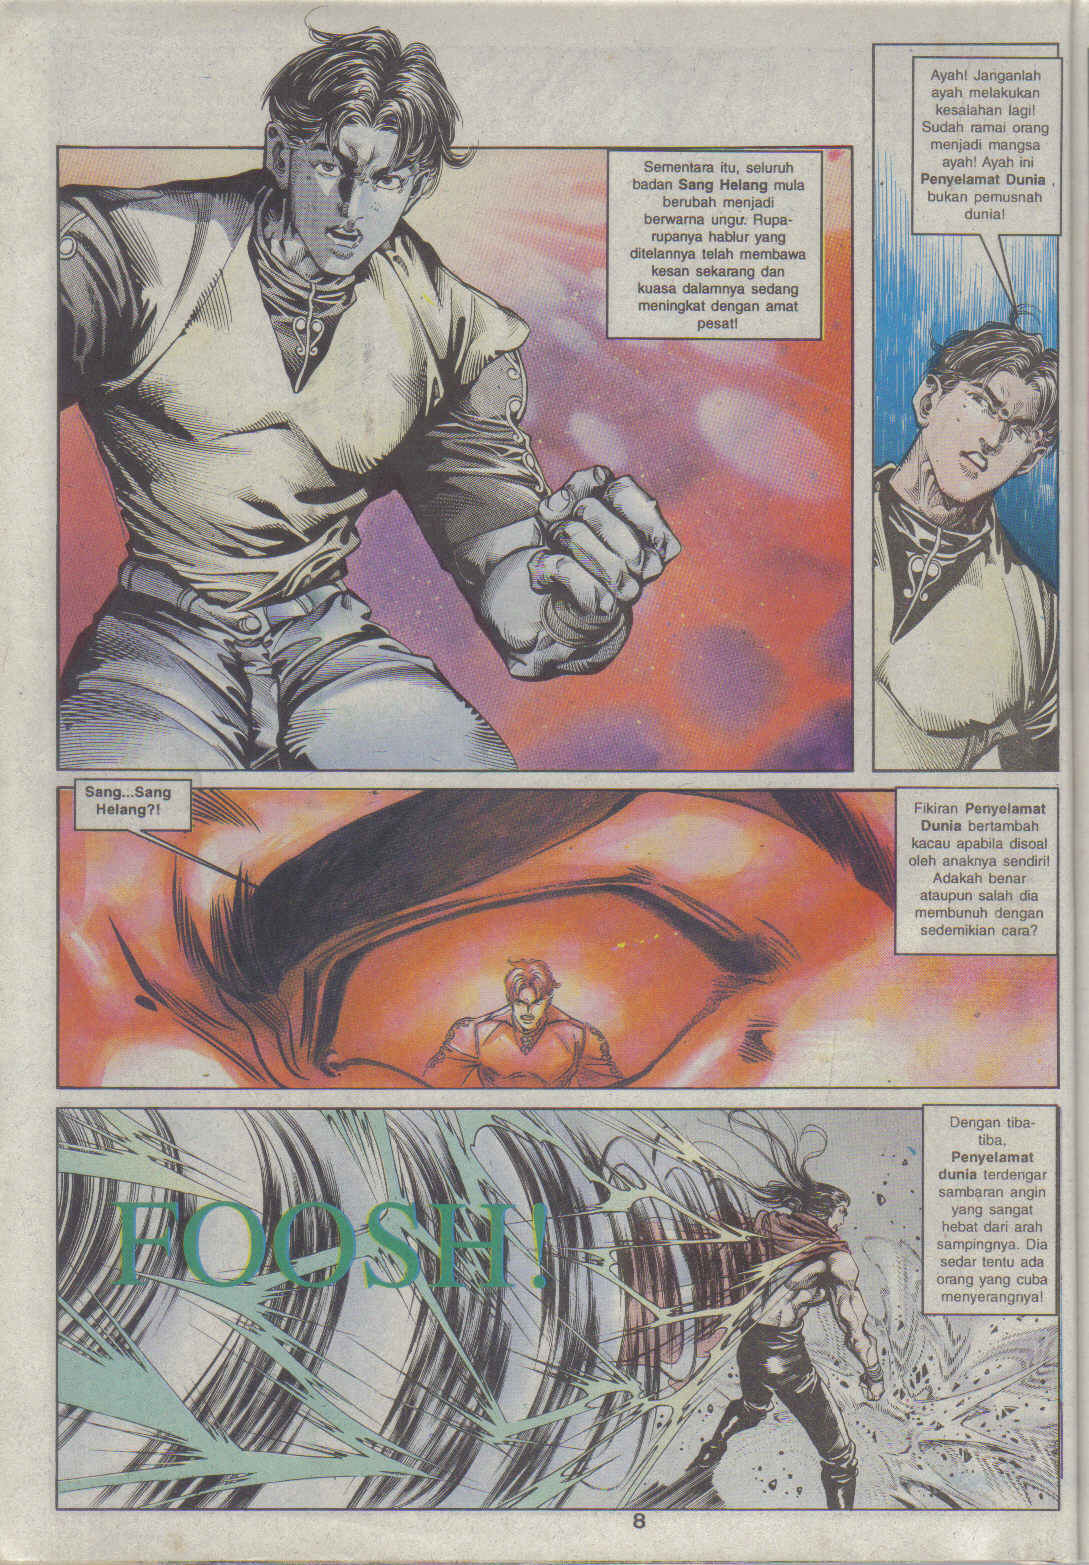 Sementara itu, seluruh
badan Sang Helang mula
berubah menjadi
berwarna ungu. Rupa-
rupanya hablur yang
ditelannya telah membawa
kesan sekarang dan
kuasa dalamnya sedang
meningkat dengan amat
pesat!
Ayah! Janganlah
ayah melakukan
kesalahan lagi!
Sudah ramai orang
menjadi mangsa
ayah! Ayah ini
Penyelamat Dunia ,
bukan pemusnah
dunia!
Sang...Sang
Helang?!
Fikiran Penyelamat
Dunia bertambah
kacau apabila disoal
oleh anaknya sendiri!
Adakah benar
ataupun salah dia
membunuh dengan
sedemikian cara?
FOOSH!
Dengan tiba-
tiba,
Penyelamat
dunia terdengar
sambaran angin
yang sangat
hebat dari arah
sampingnya. Dia
sedar tentu ada
orang yang cuba
menyerangnya!
8